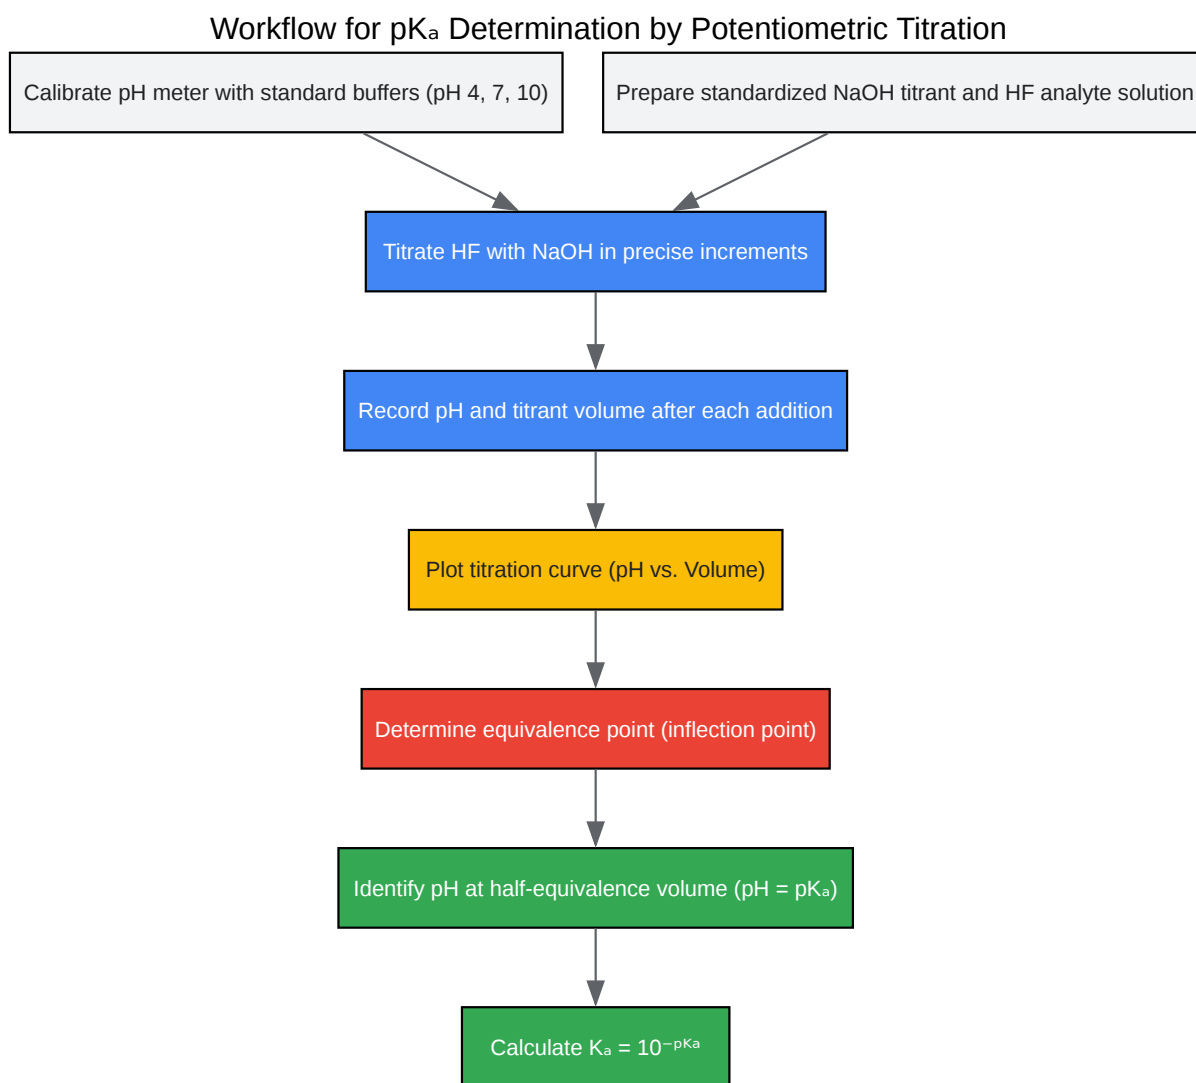 Workflow for pKₐ Determination by Potentiometric Titration
Calibrate pH meter with standard buffers (pH 4, 7, 10)
Prepare standardized NaOH titrant and HF analyte solution
Titrate HF with NaOH in precise increments
Record pH and titrant volume after each addition
Plot titration curve (pH vs. Volume)
Determine equivalence point (inflection point)
Identify pH at half-equivalence volume (pH = pKₐ)
Calculate Kₐ = 10⁻ᵖᴷᵃ